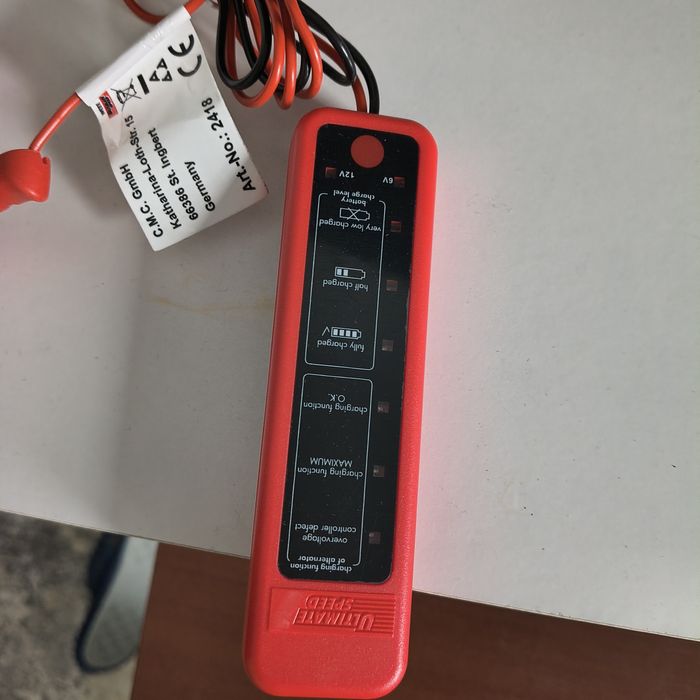 C.M.C. GmbH
Katharina-Loth-Str. 15
66386 St. Ingbert
Germany
Art.-No.: 2418
CE
ULTIMATE
SPEED
charging function
of alternator
overvoltage
controller defect
charging function
MAXIMUM
charging function
O.K.
fully charged
half charged
very low charged
battery
charge level
6V
12V